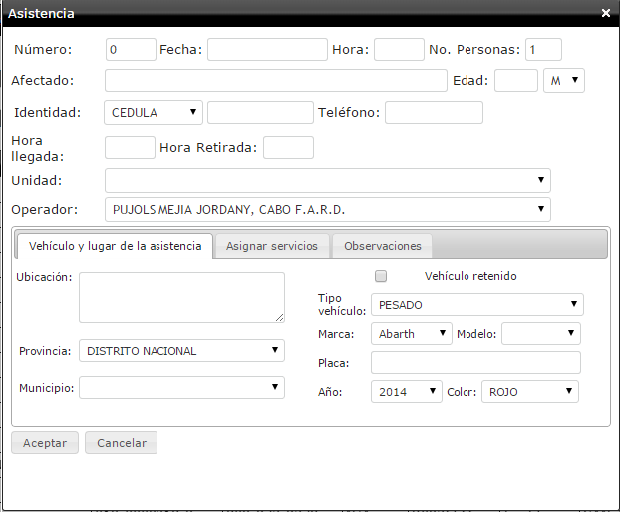 Asistencia ×
Número: 0 Fecha: Hora: No. Personas: 1
Afectado: Edad: M
Identidad: CEDULA Teléfono:
Hora
llegada: Hora Retirada:
Unidad:
Operador: PUJOLSMEJIA JORDANY, CABO F.A.R.D.
Vehículo y lugar de la asistencia Asignar servicios Observaciones
Ubicación: Vehículo retenido
Tipo
vehículo: PESADO
Marca: Abarth Modelo:
Provincia: DISTRITO NACIONAL
Placa:
Municipio:
Año: 2014 Color: ROJO
Aceptar Cancelar